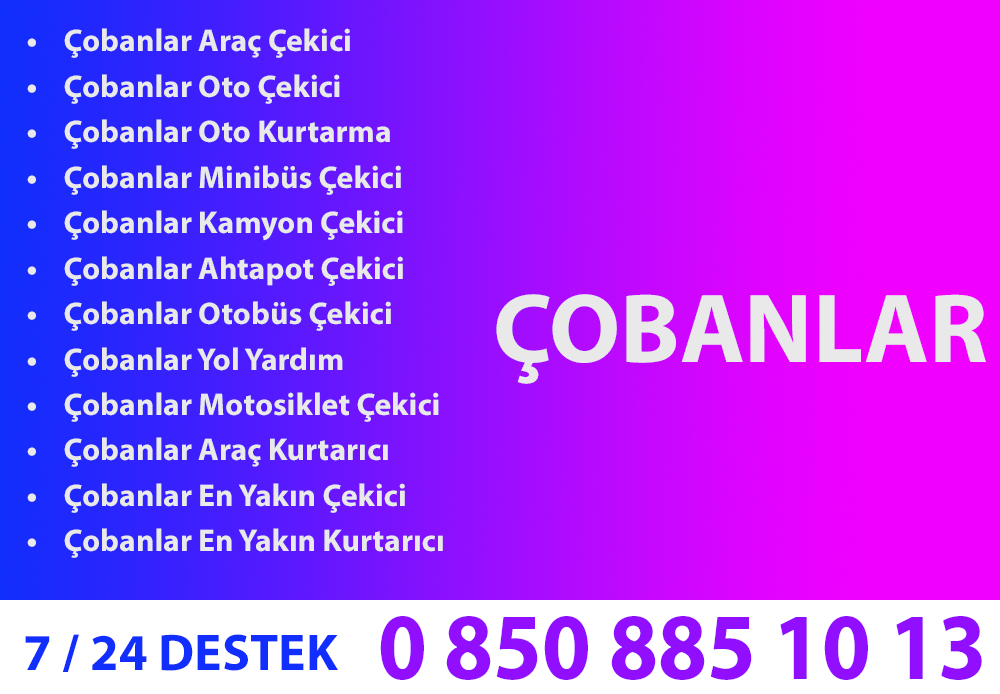 • Çobanlar Araç Çekici
• Çobanlar Oto Çekici
• Çobanlar Oto Kurtarma
• Çobanlar Minibüs Çekici
• Çobanlar Kamyon Çekici
• Çobanlar Ahtapot Çekici
• Çobanlar Otobüs Çekici
• Çobanlar Yol Yardım
• Çobanlar Motosiklet Çekici
• Çobanlar Araç Kurtarıcı
• Çobanlar En Yakın Çekici
• Çobanlar En Yakın Kurtarıcı
ÇOBANLAR
7 / 24 DESTEK 0 850 885 10 13